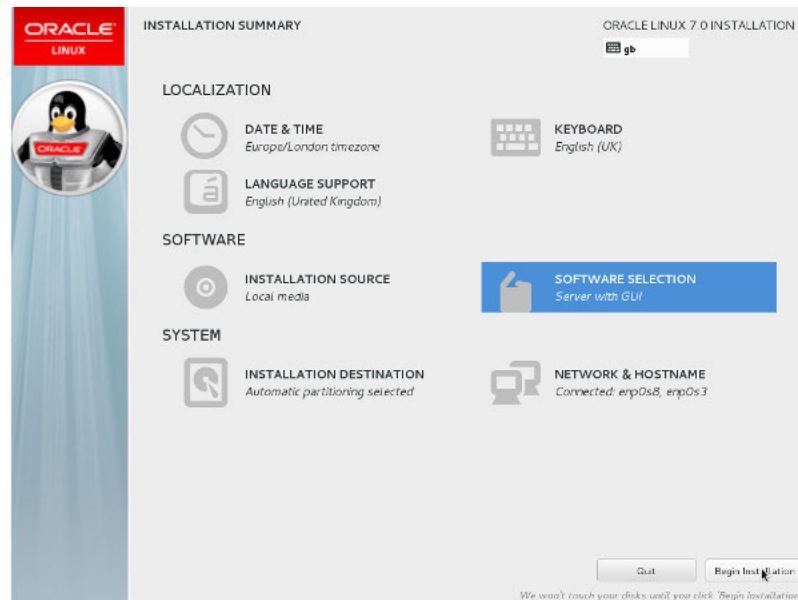 ORACLE
LINUX
INSTALLATION SUMMARY
ORACLE LINUX 7.0 INSTALLATION
gb
LOCALIZATION
DATE & TIME
Europe/London timezone
KEYBOARD
English (UK)
LANGUAGE SUPPORT
English (United Kingdom)
SOFTWARE
INSTALLATION SOURCE
Local media
SOFTWARE SELECTION
Server with GUI
SYSTEM
INSTALLATION DESTINATION
Automatic partitioning selected
NETWORK & HOSTNAME
Connected: enp0s8, enp0s3
ORACLE
Quit
Begin Installation
We won't touch your disks until you click 'Begin Installation